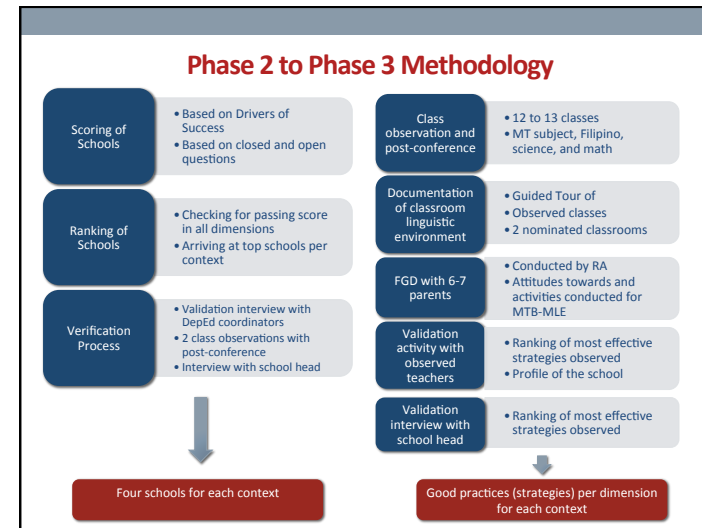 Phase 2 to Phase 3 Methodology
Scoring of
Schools
• Based on Drivers of
Success
• Based on closed and open
questions
Ranking of
Schools
• Checking for passing score
in all dimensions
• Arriving at top schools per
context
Verification
Process
• Validation interview with
DepEd coordinators
• 2 class observations with
post-conference
• Interview with school head
Four schools for each context
Class
observation and
post-conference
• 12 to 13 classes
• MT subject, Filipino,
science, and math
Documentation
of classroom
linguistic
environment
• Guided Tour of
• Observed classes
• 2 nominated classrooms
FGD with 6-7
parents
• Conducted by RA
• Attitudes towards and
activities conducted for
MTB-MLE
Validation
activity with
observed
teachers
• Ranking of most effective
strategies observed
• Profile of the school
Validation
interview with
school head
• Ranking of most effective
strategies observed
Good practices (strategies) per dimension
for each context